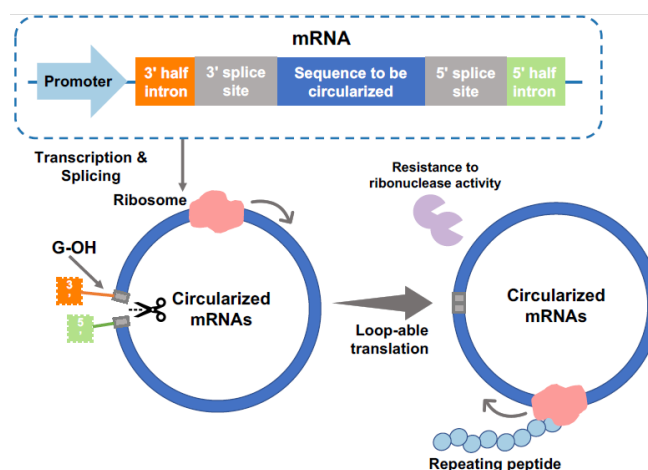 mRNA
Promoter
3' half
intron
3' splice
site
Sequence to be
circularized
5' splice
site
5' half
intron
Transcription &
Splicing
Ribosome
Resistance to
ribonuclease activity
G-OH
3'
5'
Circularized
mRNAs
Loop-able
translation
Circularized
mRNAs
Repeating peptide